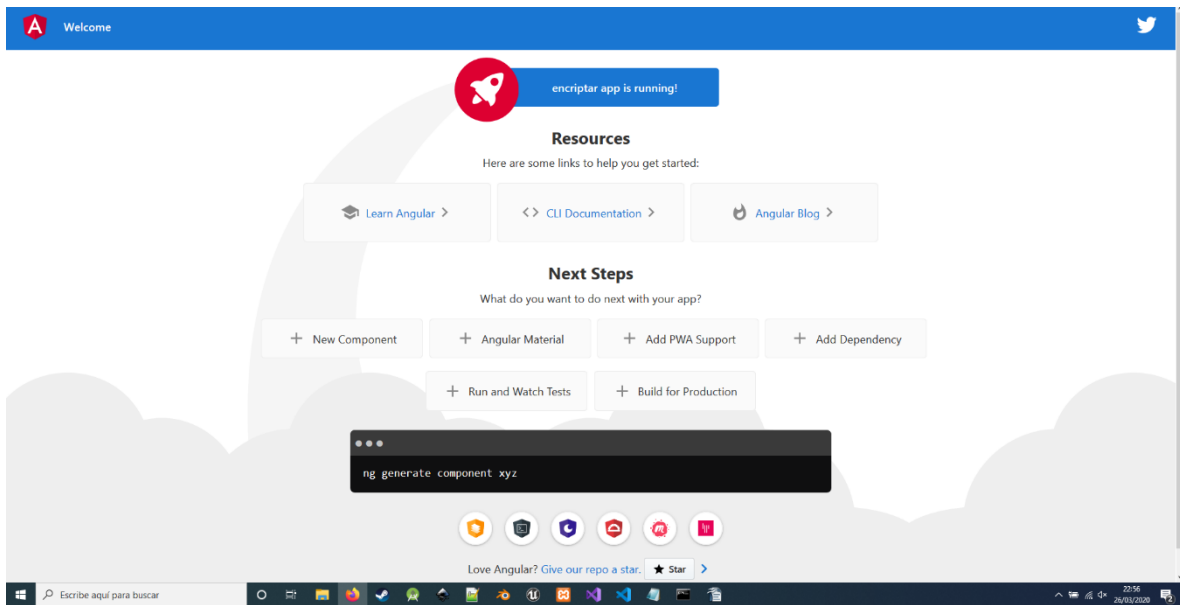 Welcome
encriptar app is running!
Resources
Here are some links to help you get started:
Learn Angular
CLI Documentation
Angular Blog
Next Steps
What do you want to do next with your app?
New Component
Angular Material
Add PWA Support
Add Dependency
Run and Watch Tests
Build for Production
ng generate component xyz
Love Angular? Give our repo a star. Star
Escribe aquí para buscar
22:56
26/03/2020